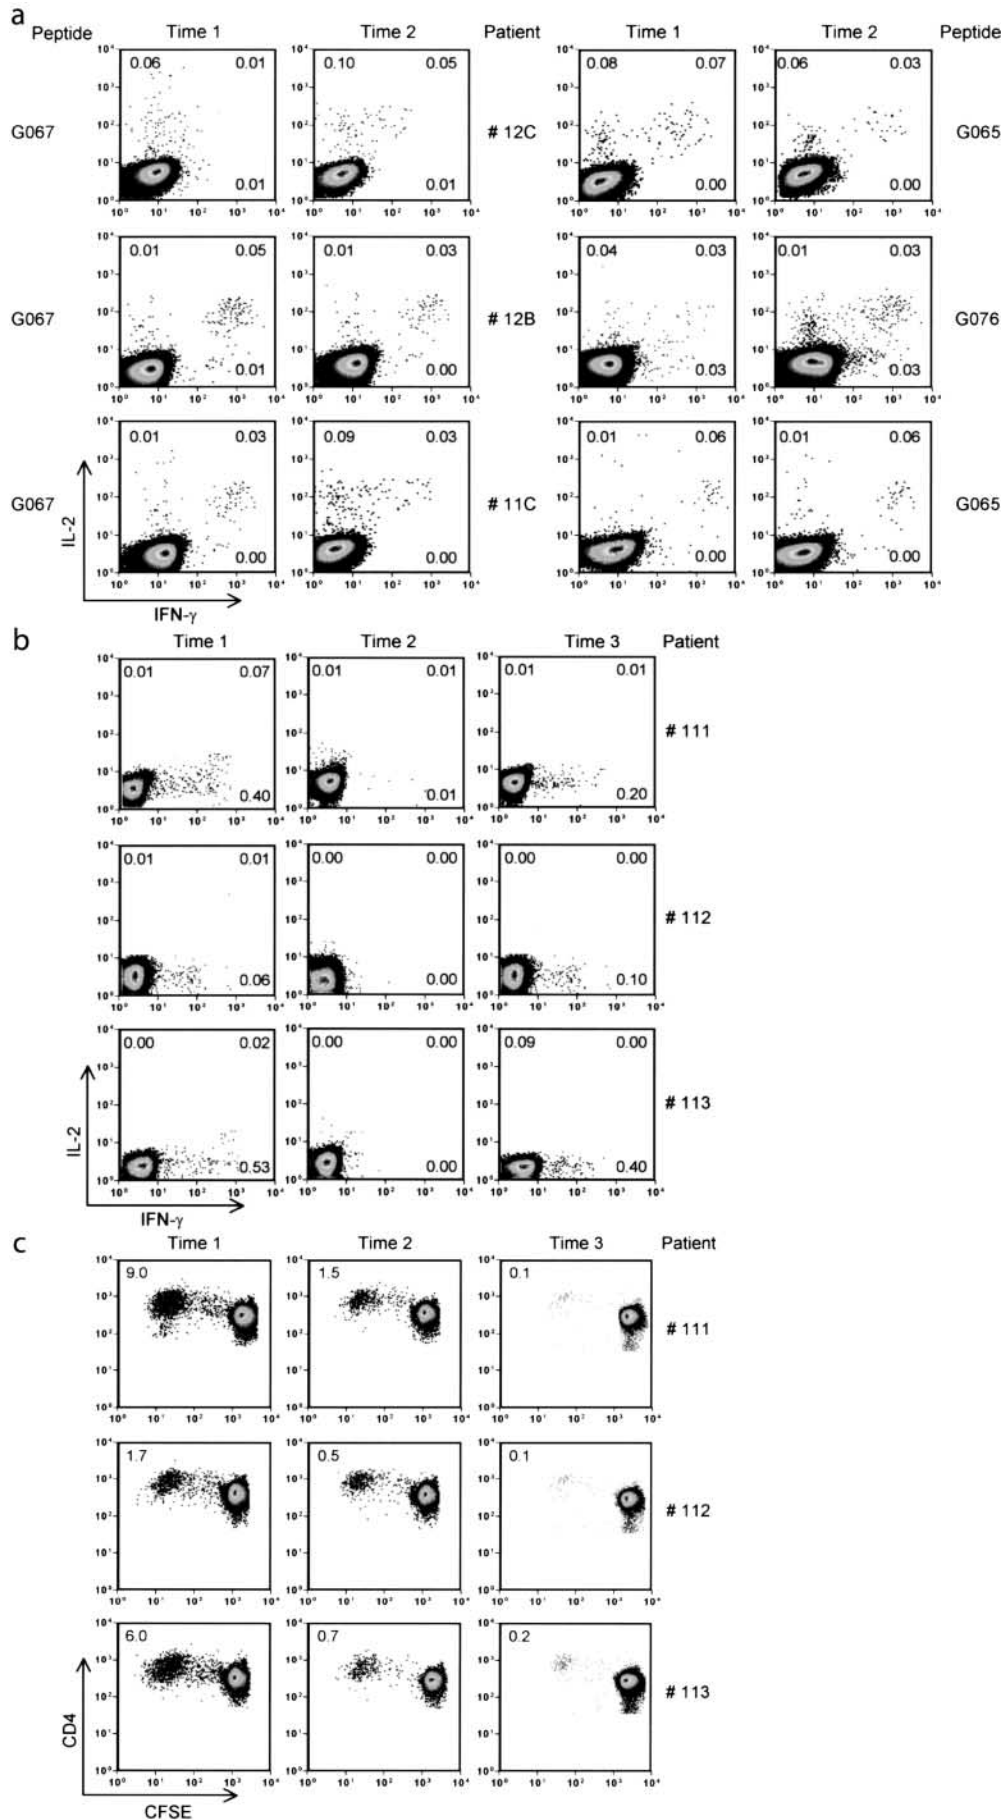 a
Peptide Time 1 Time 2 Patient Time 1 Time 2 Peptide
G067 0.06 0.01 0.01 0.10 0.05 0.01 # 12C 0.08 0.07 0.00 0.06 0.03 0.00 G065
G067 0.01 0.05 0.01 0.01 0.03 0.00 # 12B 0.04 0.03 0.03 0.01 0.03 0.03 G076
G067 0.01 0.03 0.00 0.09 0.03 0.00 # 11C 0.01 0.06 0.00 0.01 0.06 0.00 G065
IL-2
IFN-γ
b
Time 1 Time 2 Time 3 Patient
0.01 0.07 0.40 0.01 0.01 0.01 0.01 0.01 0.20 # 111
0.01 0.01 0.06 0.00 0.00 0.00 0.00 0.00 0.10 # 112
0.00 0.02 0.53 0.00 0.00 0.00 0.09 0.00 0.40 # 113
IL-2
IFN-γ
c
Time 1 Time 2 Time 3 Patient
9.0 1.5 0.1 # 111
1.7 0.5 0.1 # 112
6.0 0.7 0.2 # 113
CD4
CFSE